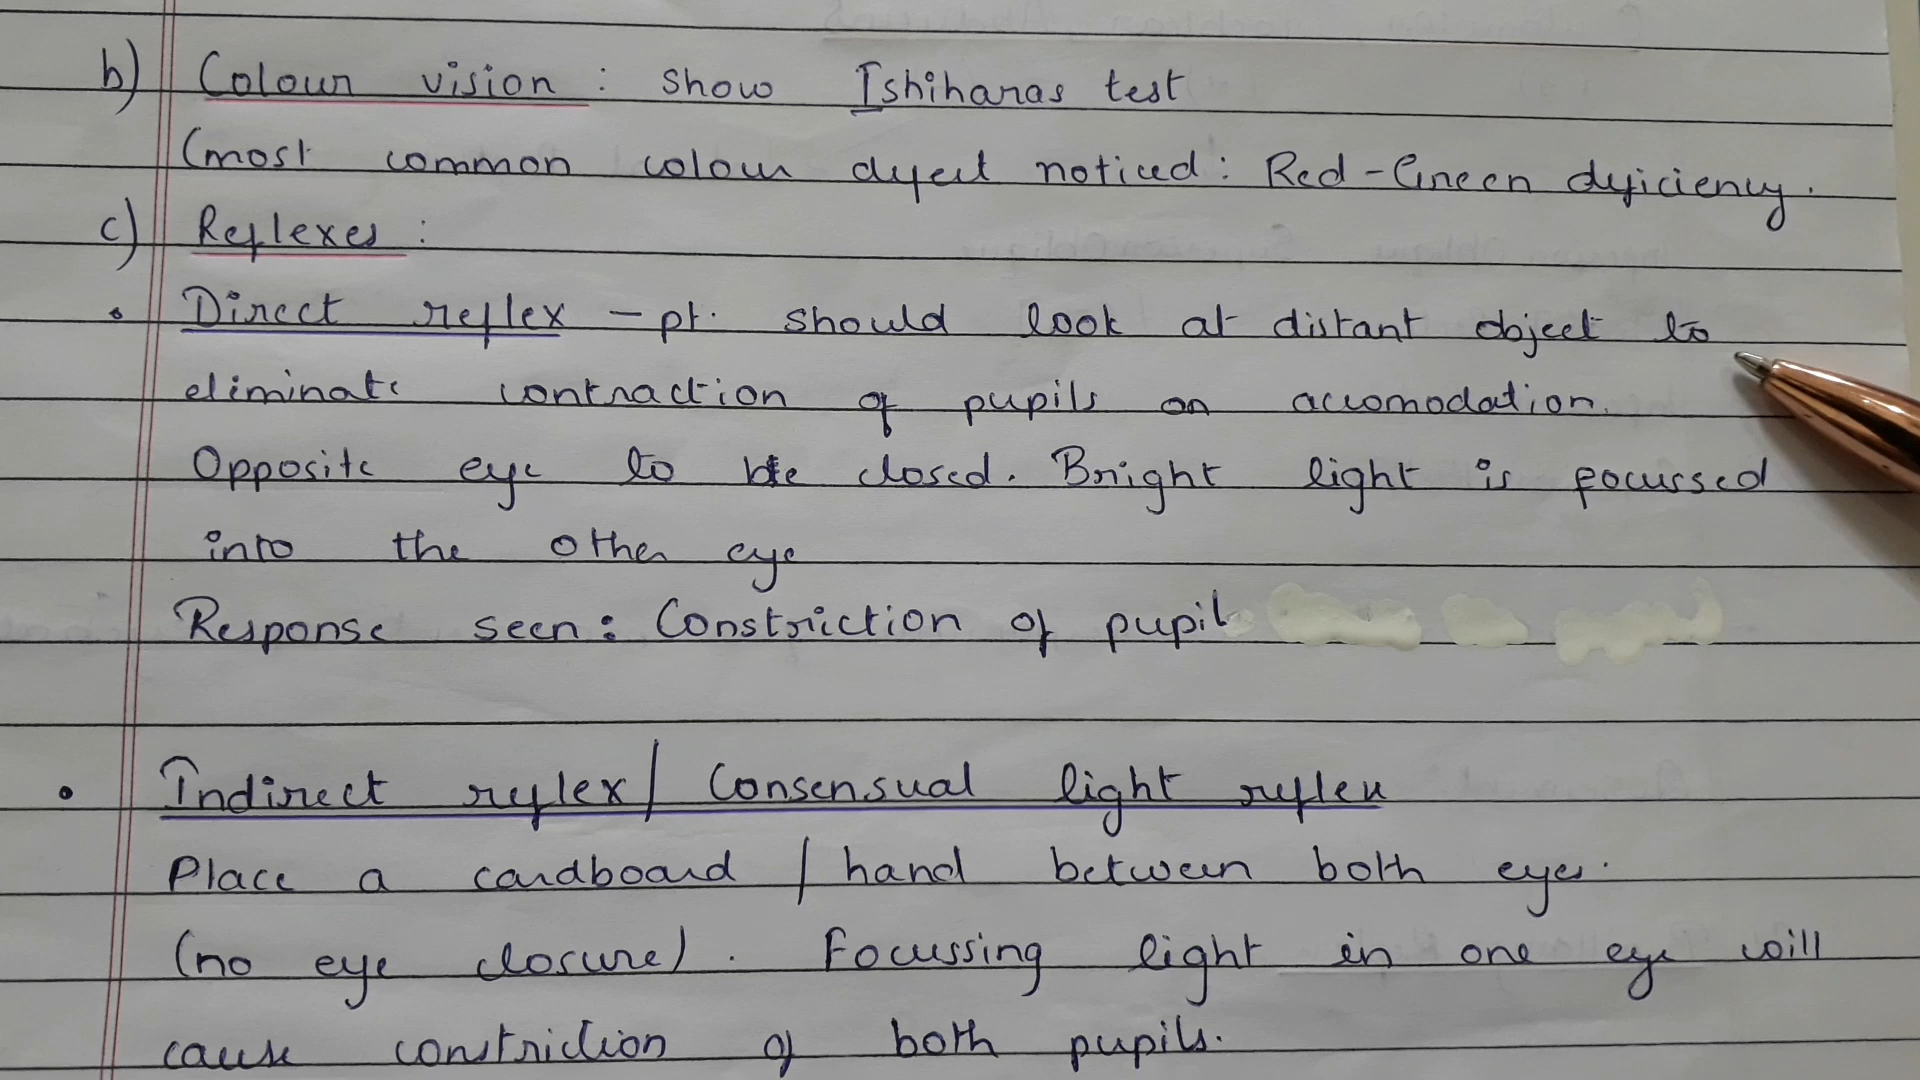 b) Colour vision : show Ishiharas test
(most common colour defect noticed : Red-Green deficiency.
c) Reflexes :
• Direct reflex – pt. should look at distant object to
eliminate contraction of pupils on accomodation.
Opposite eye to be closed. Bright light is focussed
into the other eye
Response seen : Constriction of pupil
• Indirect reflex / Consensual light reflex
Place a cardboard / hand between both eyes.
(no eye closure). Focussing light in one eye will
cause constriction of both pupils.